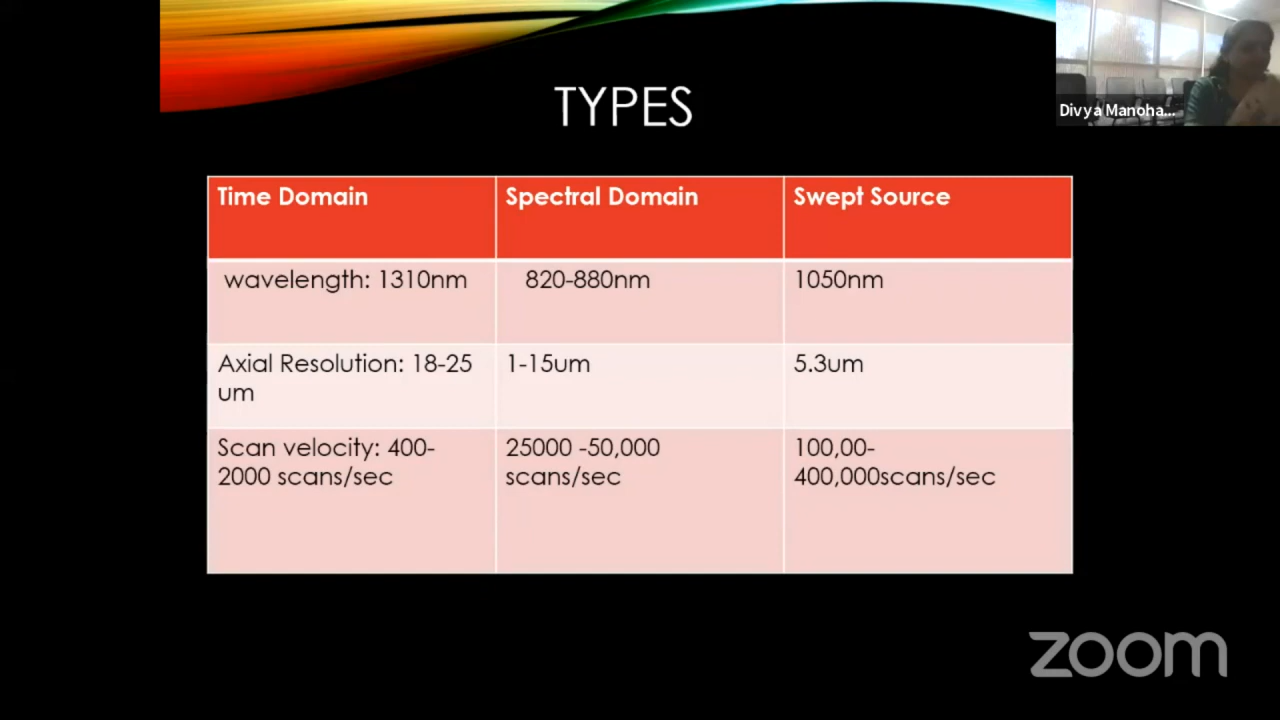 TYPES
Divya Manoha...
Time Domain
Spectral Domain
Swept Source
wavelength: 1310nm
820-880nm
1050nm
Axial Resolution: 18-25
um
1-15um
5.3um
Scan velocity: 400-
2000 scans/sec
25000 -50,000
scans/sec
100,00-
400,000scans/sec
zoom